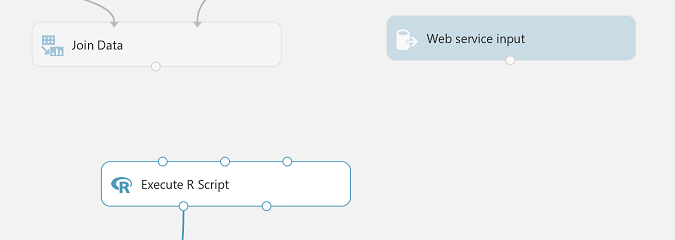 Join Data
Web service input
Execute R Script